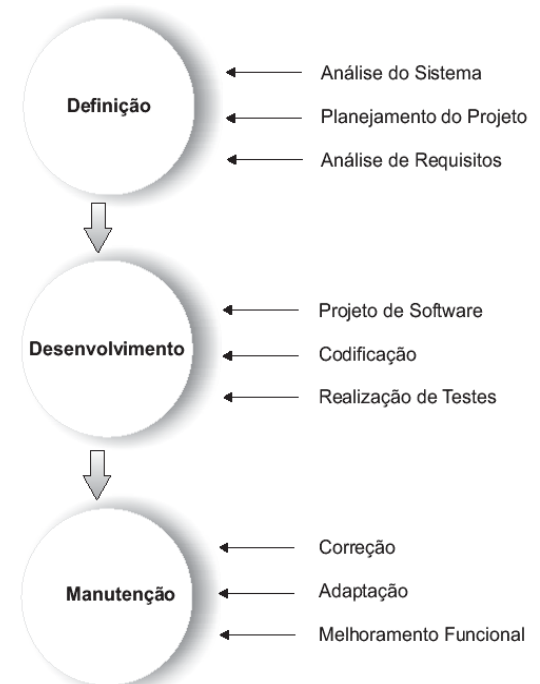 Definição
Análise do Sistema
Planejamento do Projeto
Análise de Requisitos
Desenvolvimento
Projeto de Software
Codificação
Realização de Testes
Manutenção
Correção
Adaptação
Melhoramento Funcional